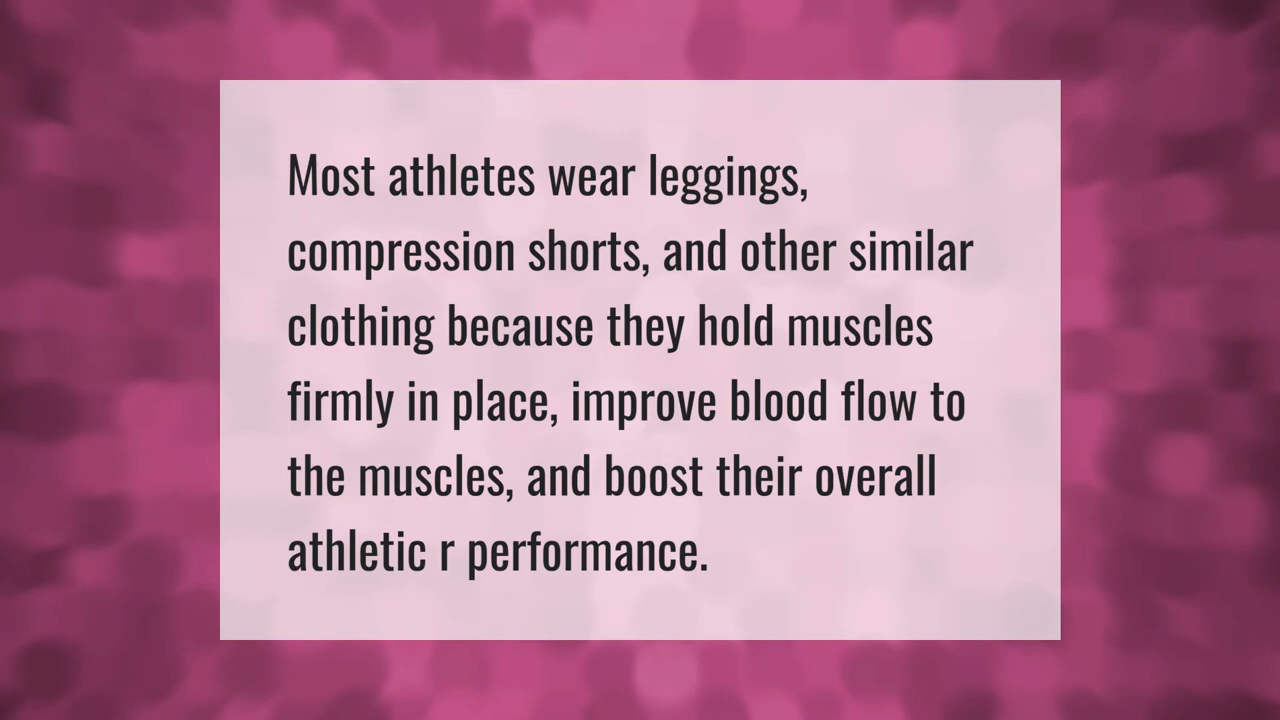 Most athletes wear leggings,
compression shorts, and other similar
clothing because they hold muscles
firmly in place, improve blood flow to
the muscles, and boost their overall
athletic r performance.